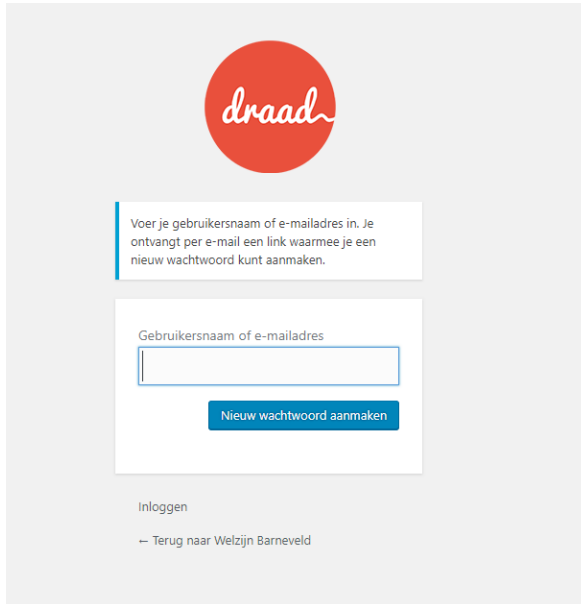 draad
Voer je gebruikersnaam of e-mailadres in. Je
ontvangt per e-mail een link waarmee je een
nieuw wachtwoord kunt aanmaken.
Gebruikersnaam of e-mailadres
Nieuw wachtwoord aanmaken
Inloggen
← Terug naar Welzijn Barneveld